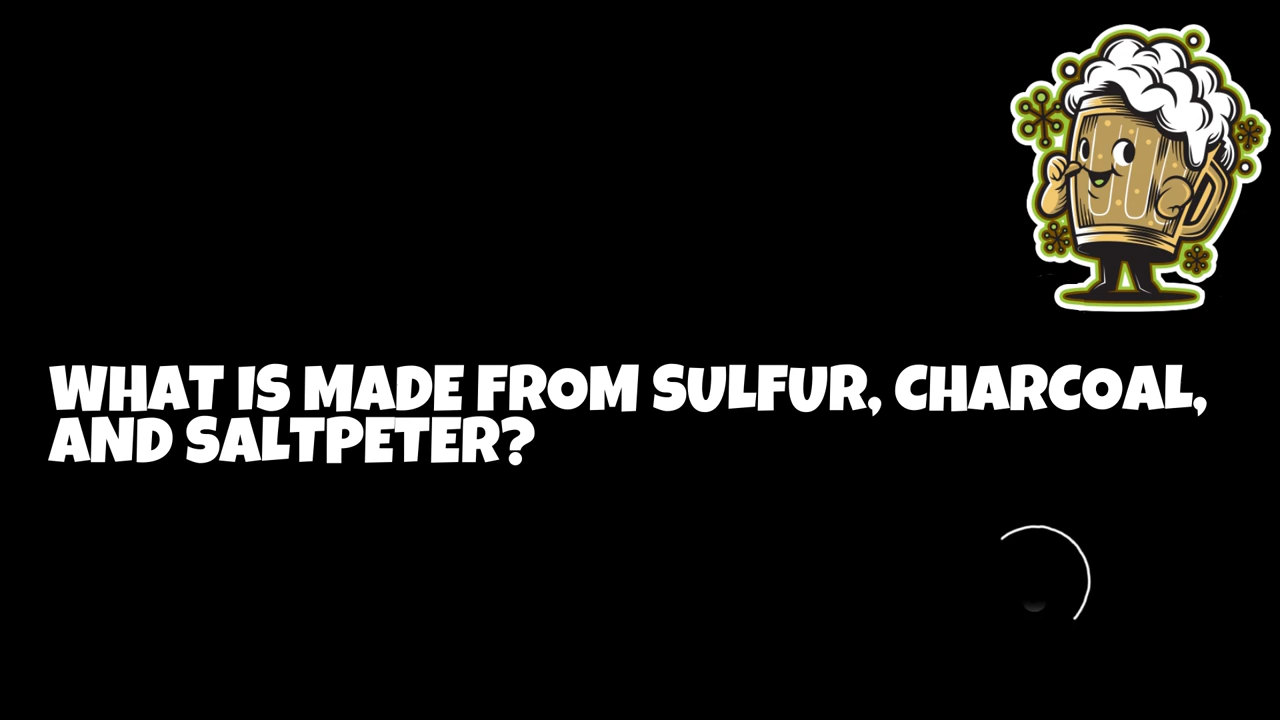 WHAT IS MADE FROM SULFUR, CHARCOAL,
AND SALTPETER?